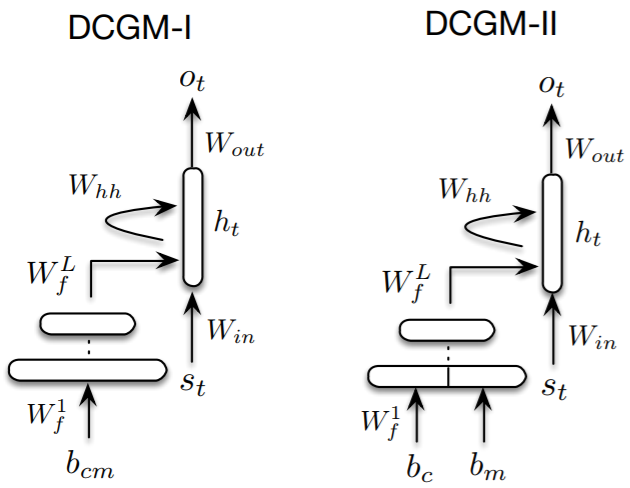 DCGM-I
o_t
W_{out}
W_{hh}
h_t
W_f^L
W_{in}
s_t
W_f^1
b_{cm}
DCGM-II
o_t
W_{out}
W_{hh}
h_t
W_f^L
W_{in}
s_t
W_f^1
b_c
b_m